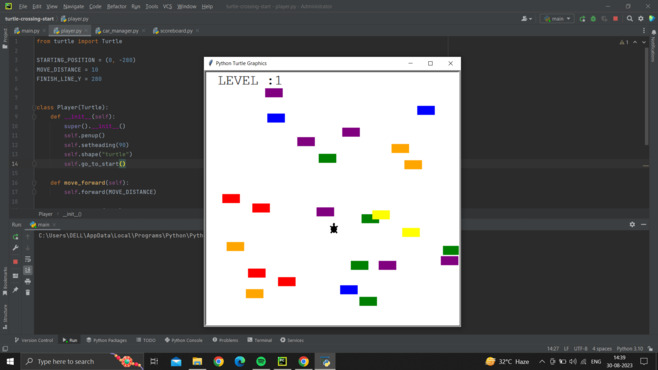 File Edit View Navigate Code Refactor Run Tools VCS Window Help turtle-crossing-start - player.py
turtle-crossing-start player.py
main
main.py player.py car_manager.py scoreboard.py
Project
Notifications
1 from turtle import Turtle
2
3 STARTING_POSITION = (0, -280)
4 MOVE_DISTANCE = 10
5 FINISH_LINE_Y = 280
6
7
8 class Player(Turtle):
9 def __init__(self):
10 super().__init__()
11 self.penup()
12 self.setheading(90)
13 self.shape("turtle")
14 self.go_to_start()
15
16 def move_forward(self):
17 self.forward(MOVE_DISTANCE)
18
Player __init__()
Python Turtle Graphics
LEVEL :1
Run: main
C:\Users\DELL\AppData\Local\Programs\Python\Pyth
Bookmarks
Structure
Version Control Run Python Packages TODO Python Console Problems Terminal Services
14:27 LF UTF-8 4 spaces Python 3.10
Type here to search
32°C Haze
ENG
14:39
30-08-2023